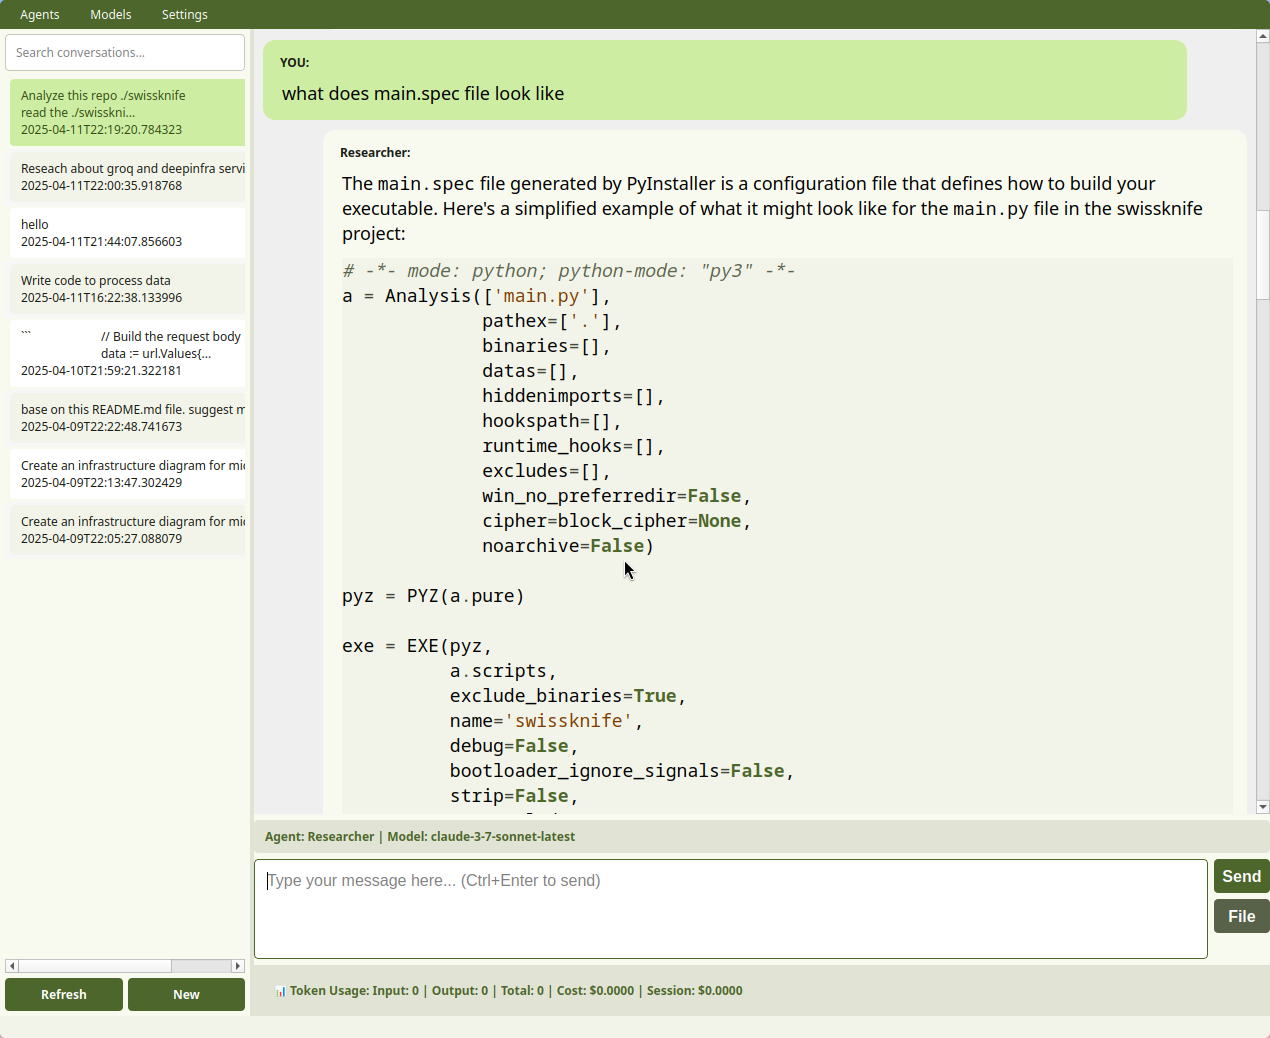 Agents Models Settings
Search conversations...
Analyze this repo ./swissknife
read the ./swisskni...
2025-04-11T22:19:20.784323
Reseach about groq and deepinfra servi
2025-04-11T22:00:35.918768
hello
2025-04-11T21:44:07.856603
Write code to process data
2025-04-11T16:22:38.133996
``` // Build the request body
data := url.Values{...
2025-04-10T21:59:21.322181
base on this README.md file. suggest m
2025-04-09T22:22:48.741673
Create an infrastructure diagram for mic
2025-04-09T22:13:47.302429
Create an infrastructure diagram for mic
2025-04-09T22:05:27.088079
Refresh New
YOU:
what does main.spec file look like
Researcher:
The main.spec file generated by PyInstaller is a configuration file that defines how to build your
executable. Here's a simplified example of what it might look like for the main.py file in the swissknife
project:
# -*- mode: python; python-mode: "py3" -*-
a = Analysis(['main.py'],
             pathex=['.'],
             binaries=[],
             datas=[],
             hiddenimports=[],
             hookspath=[],
             runtime_hooks=[],
             excludes=[],
             win_no_preferredir=False,
             cipher=block_cipher=None,
             noarchive=False)
pyz = PYZ(a.pure)
exe = EXE(pyz,
          a.scripts,
          exclude_binaries=True,
          name='swissknife',
          debug=False,
          bootloader_ignore_signals=False,
          strip=False,
Agent: Researcher | Model: claude-3-7-sonnet-latest
Type your message here... (Ctrl+Enter to send)
Send
File
📊 Token Usage: Input: 0 | Output: 0 | Total: 0 | Cost: $0.0000 | Session: $0.0000